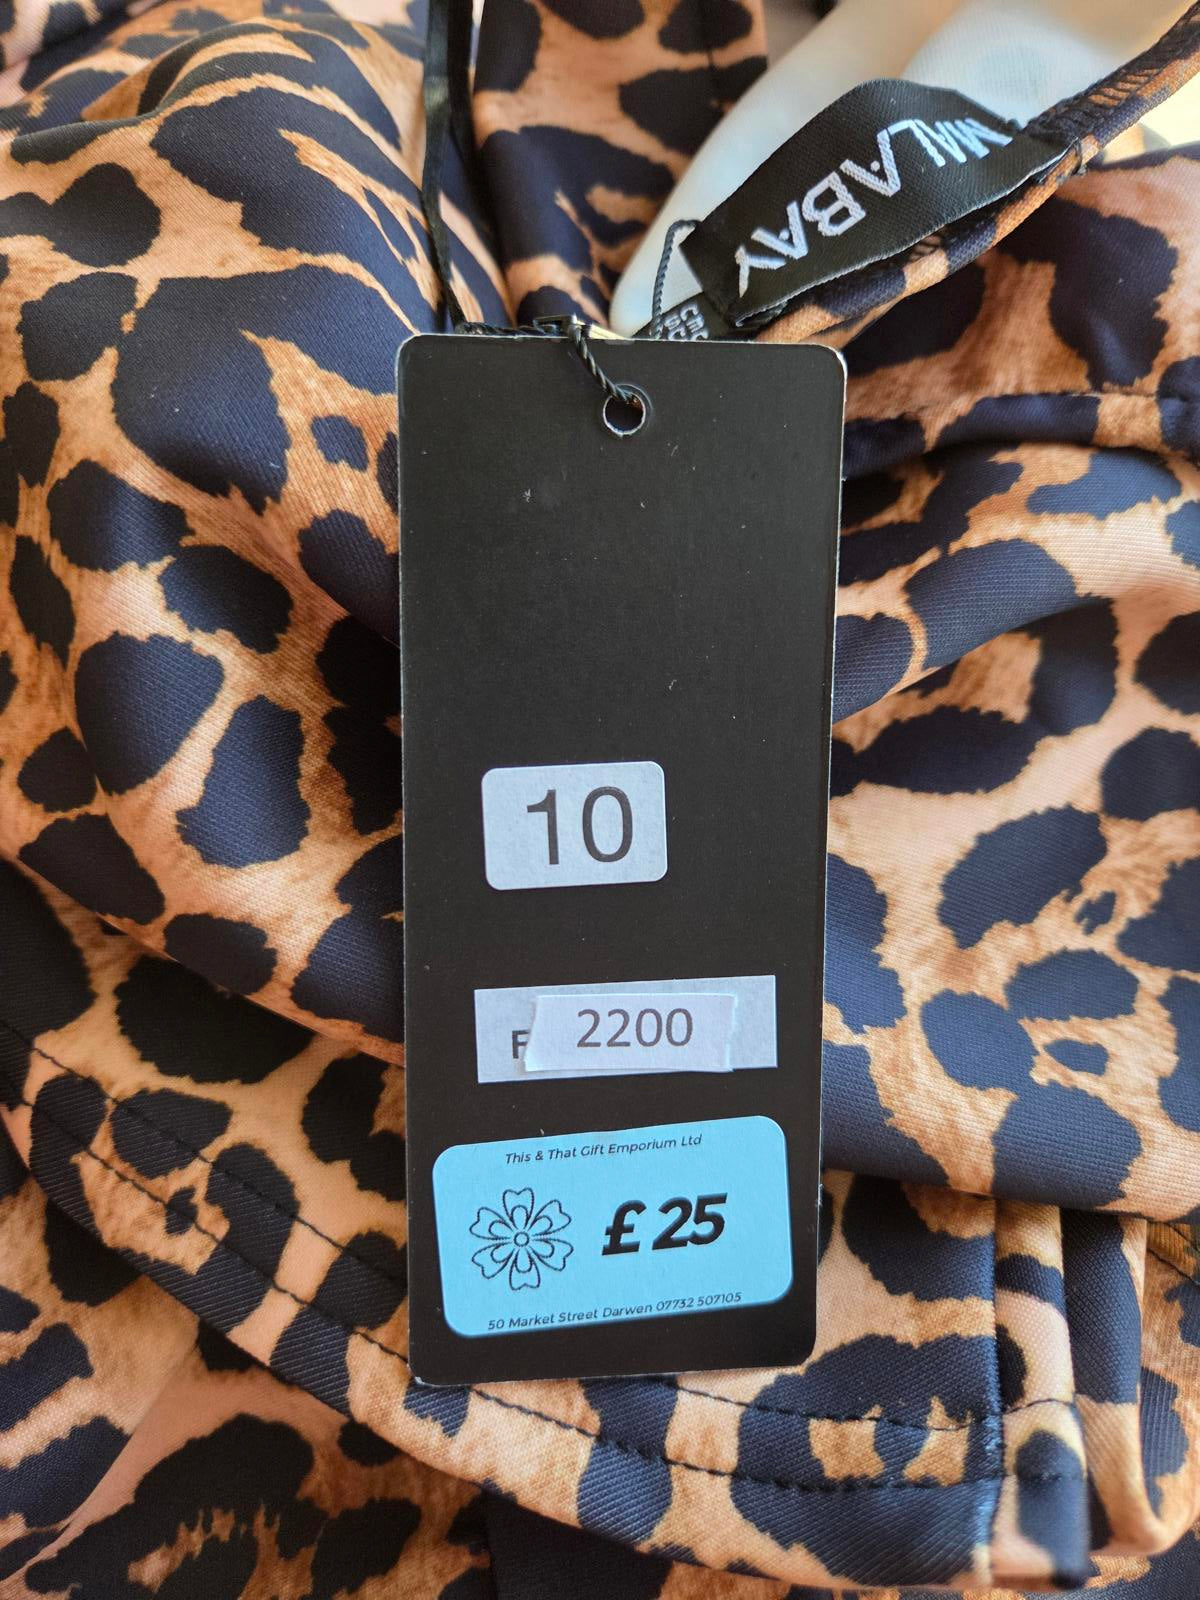 MALABAY
10
F 2200
This & That Gift Emporium Ltd
£25
50 Market Street Darwen 07732 507105